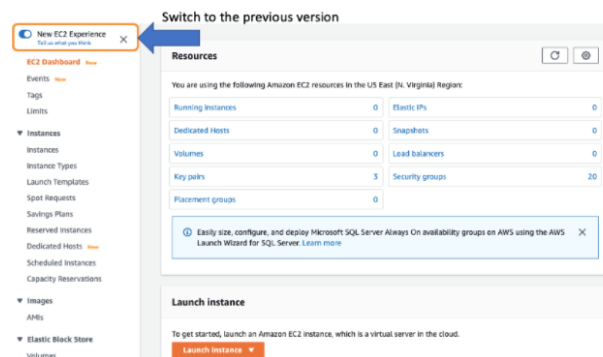 Switch to the previous version
New EC2 Experience
Tell us what you think
EC2 Dashboard New
Events New
Tags
Limits
Instances
Instances
Instance Types
Launch Templates
Spot Requests
Savings Plans
Reserved Instances
Dedicated Hosts New
Scheduled Instances
Capacity Reservations
Images
AMIs
Elastic Block Store
Volumes
Resources
You are using the following Amazon EC2 resources in the US East (N. Virginia) Region:
Running instances 0 Elastic IPs 0
Dedicated Hosts 0 Snapshots 0
Volumes 0 Load balancers 0
Key pairs 3 Security groups 20
Placement groups 0
Easily size, configure, and deploy Microsoft SQL Server Always On availability groups on AWS using the AWS
Launch Wizard for SQL Server. Learn more
Launch instance
To get started, launch an Amazon EC2 instance, which is a virtual server in the cloud.
Launch instance